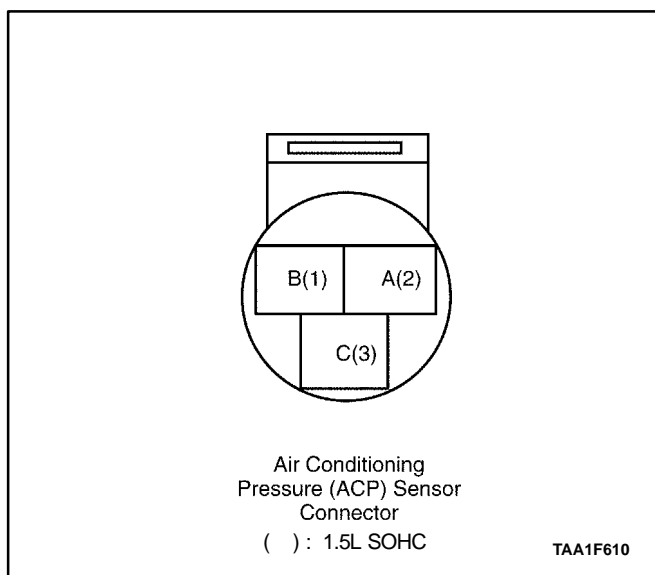 B(1) A(2)
C(3)
Air Conditioning
Pressure (ACP) Sensor
Connector
( ) : 1.5L SOHC
TAA1F610